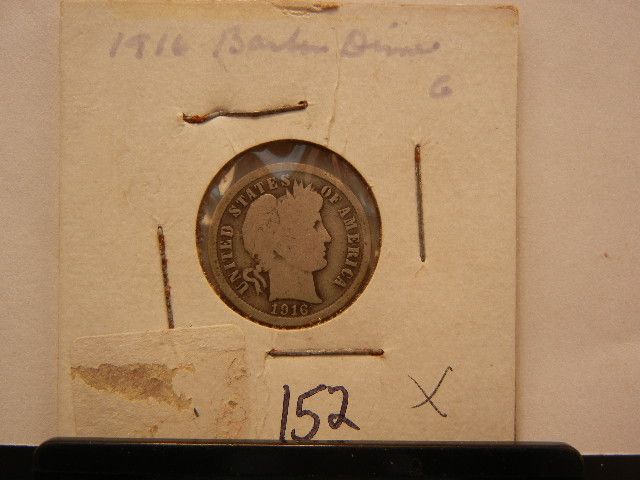 1916 Barber Dime
G
UNITED STATES OF AMERICA
1916
152 X